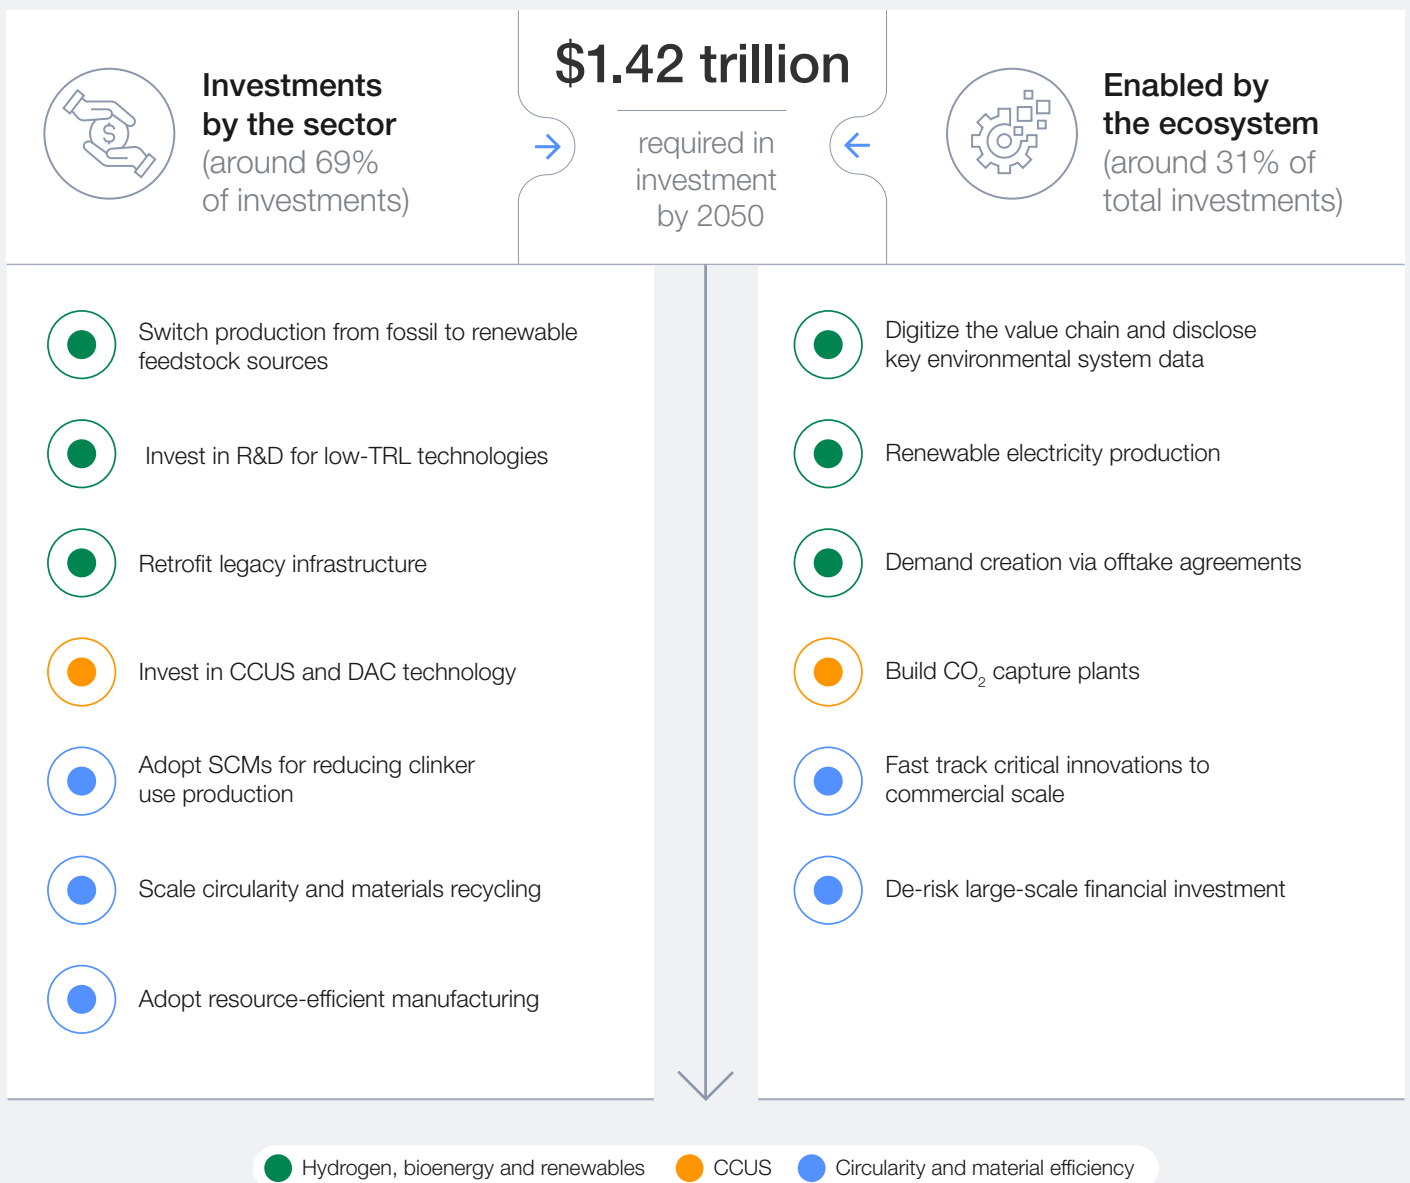 Investments
by the sector
(around 69%
of investments)
$1.42 trillion
required in
investment
by 2050
Enabled by
the ecosystem
(around 31% of
total investments)
$
Switch production from fossil to renewable
feedstock sources
Invest in R&D for low-TRL technologies
Retrofit legacy infrastructure
Invest in CCUS and DAC technology
Adopt SCMs for reducing clinker
use production
Scale circularity and materials recycling
Adopt resource-efficient manufacturing
Digitize the value chain and disclose
key environmental system data
Renewable electricity production
Demand creation via offtake agreements
Build CO₂ capture plants
Fast track critical innovations to
commercial scale
De-risk large-scale financial investment
Hydrogen, bioenergy and renewables
CCUS
Circularity and material efficiency